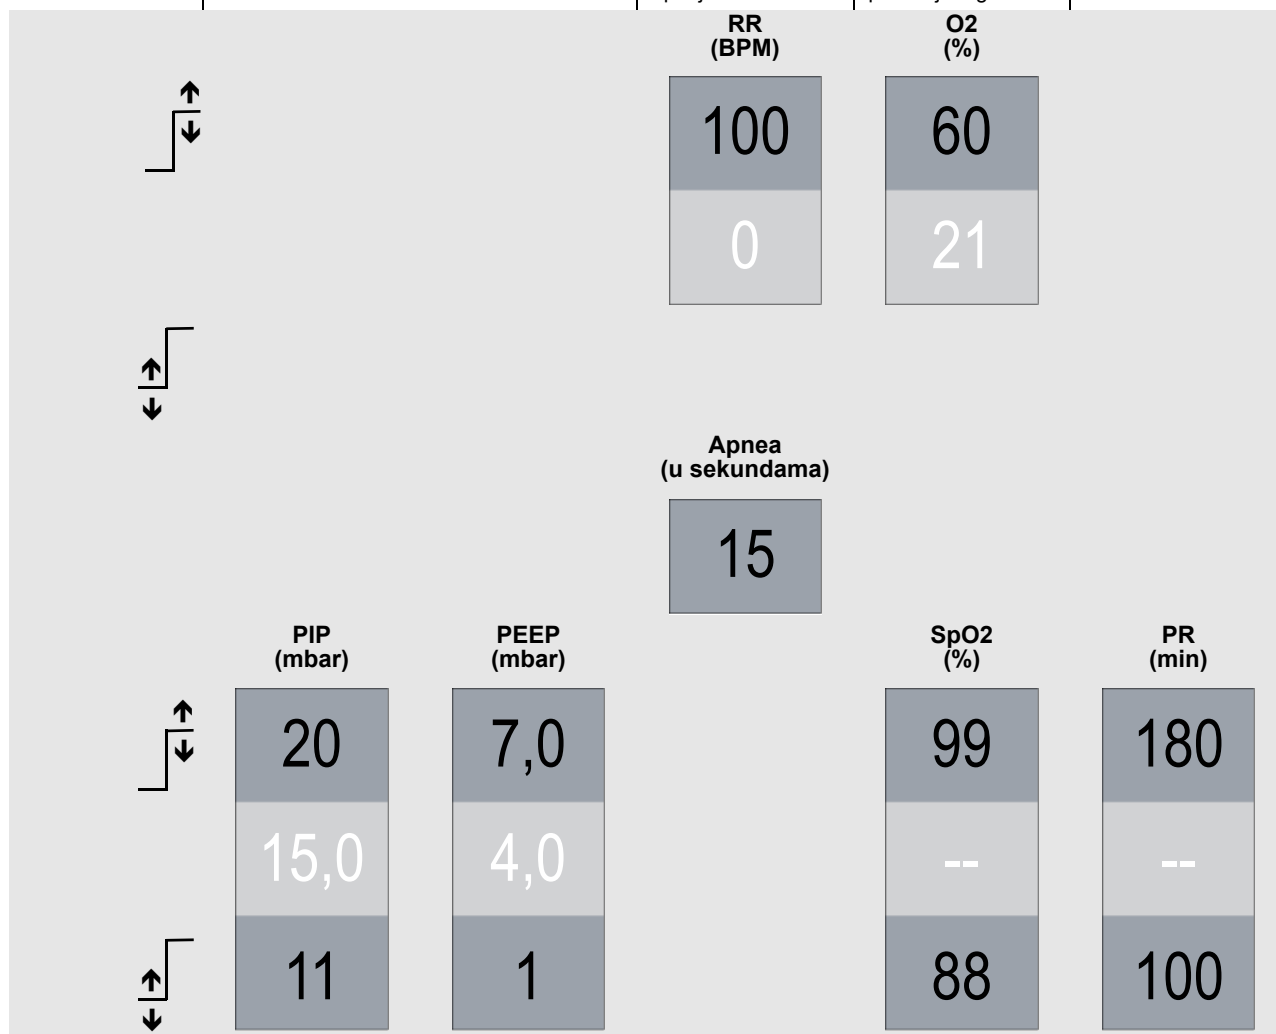 RR
(BPM)
O2
(%)
100
60
0
21
Apnea
(u sekundama)
15
PIP
(mbar)
PEEP
(mbar)
SpO2
(%)
PR
(min)
20
7,0
99
180
15,0
4,0
--
--
11
1
88
100